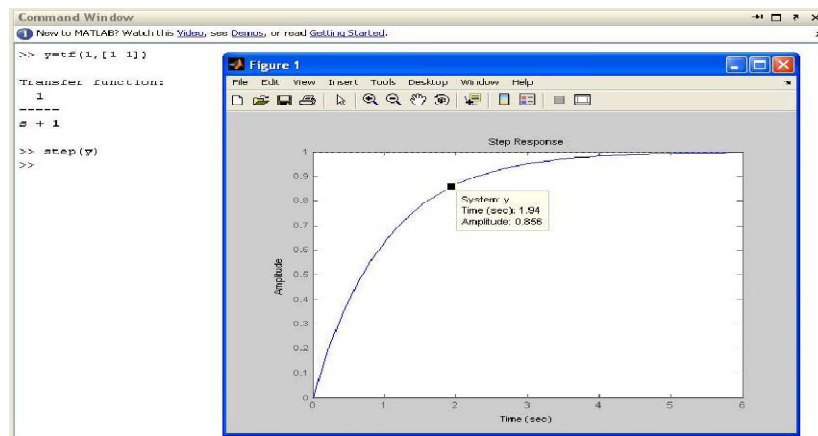 Command Window
New to MATLAB? Watch this Video, see Demos, or read Getting Started.
>> y=tf(1,[1 1])
Transfer function:
1
-----
s + 1
>> step(y)
>>
Figure 1
File Edit View Insert Tools Desktop Window Help
Step Response
System: y
Time (sec): 1.94
Amplitude: 0.856
Amplitude
1
0.9
0.8
0.7
0.6
0.5
0.4
0.3
0.2
0.1
0
0 1 2 3 4 5 6
Time (sec)